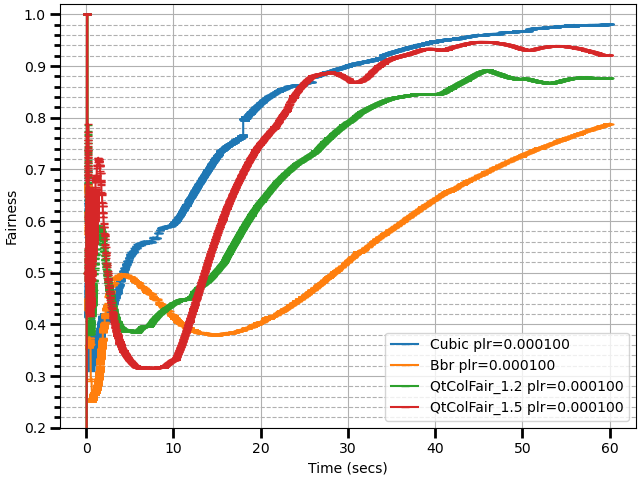 1.0
0.9
0.8
0.7
0.6
0.5
0.4
0.3
0.2
Fairness
0 10 20 30 40 50 60
Time (secs)
Cubic plr=0.000100
Bbr plr=0.000100
QtColFair_1.2 plr=0.000100
QtColFair_1.5 plr=0.000100